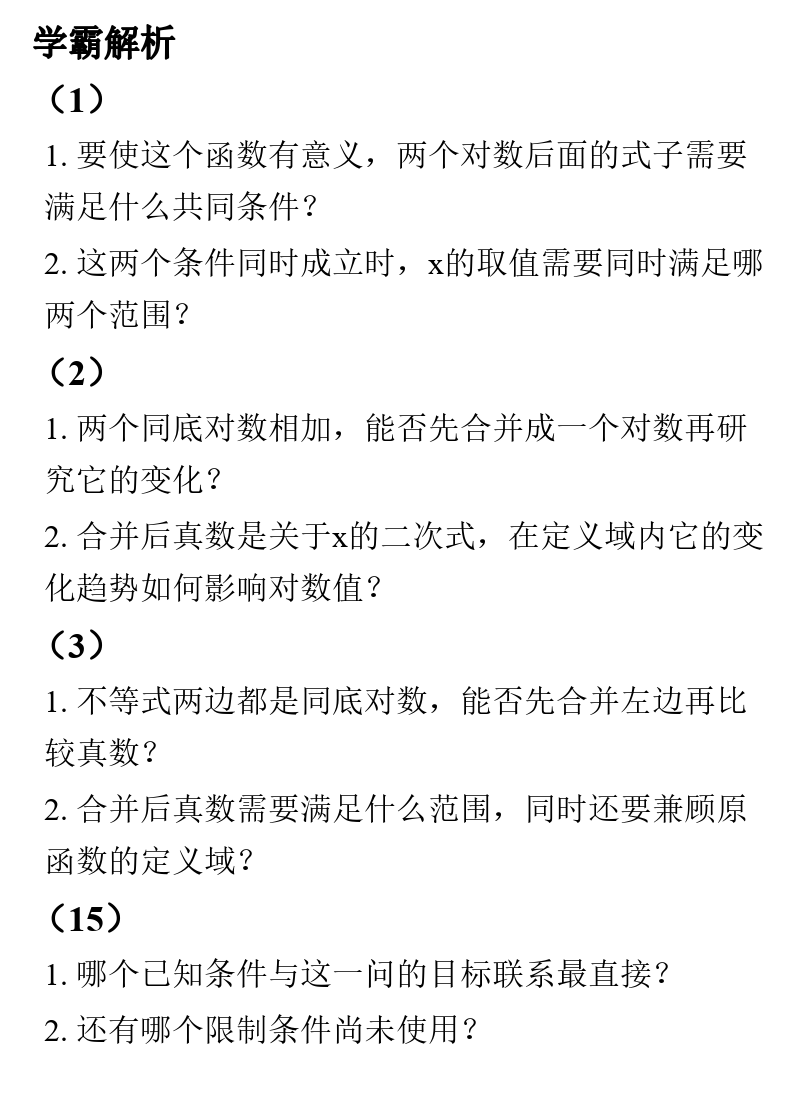 学霸解析
（1）
1. 要使这个函数有意义，两个对数后面的式子需要
满足什么共同条件？
2. 这两个条件同时成立时，x的取值需要同时满足哪
两个范围？
（2）
1. 两个同底对数相加，能否先合并成一个对数再研
究它的变化？
2. 合并后真数是关于x的二次式，在定义域内它的变
化趋势如何影响对数值？
（3）
1. 不等式两边都是同底对数，能否先合并左边再比
较真数？
2. 合并后真数需要满足什么范围，同时还要兼顾原
函数的定义域？
（15）
1. 哪个已知条件与这一问的目标联系最直接？
2. 还有哪个限制条件尚未使用？